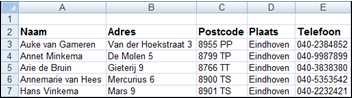 A B C D E
1
2 Naam Adres Postcode Plaats Telefoon
3 Auke van Gameren Van der Hoekstraat 3 8955 PP Eindhoven 040-2384852
4 Annet Minkema De Molen 5 8799 TP Eindhoven 040-9987899
5 Arie de Bruin Gieterij 9 8766 TT Eindhoven 040-3838380
6 Annemarie van Hees Mercurius 6 8900 TS Eindhoven 040-5353542
7 Hans Vinkema Mars 9 8901 TS Eindhoven 040-2232421